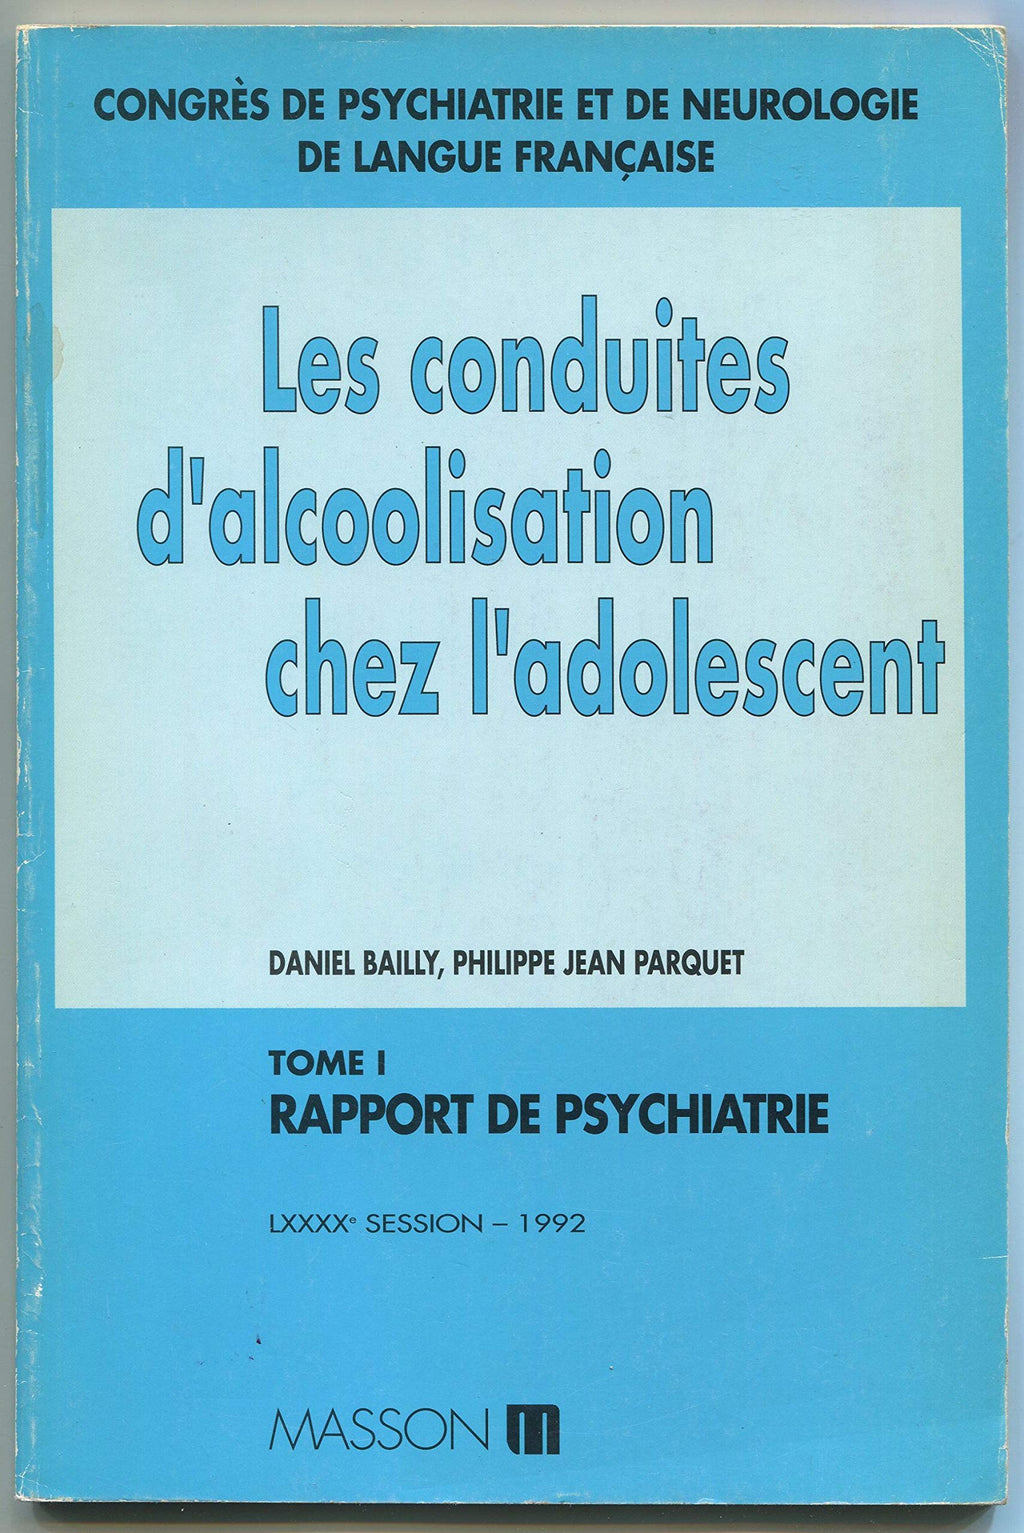 CONGRÈS DE PSYCHIATRIE ET DE NEUROLOGIE
DE LANGUE FRANÇAISE
Les conduites
d'alcoolisation
chez l'adolescent
DANIEL BAILLY, PHILIPPE JEAN PARQUET
TOME I
RAPPORT DE PSYCHIATRIE
LXXXXe SESSION – 1992
MASSON m